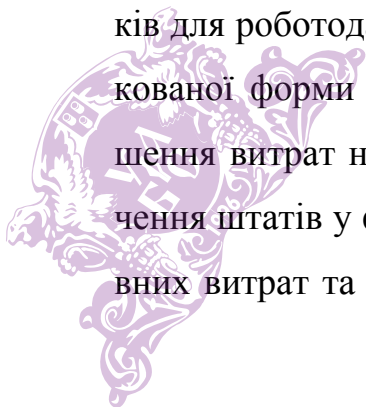 ків для роботод
кованої форми
шення витрат н
чення штатів у
вних витрат та